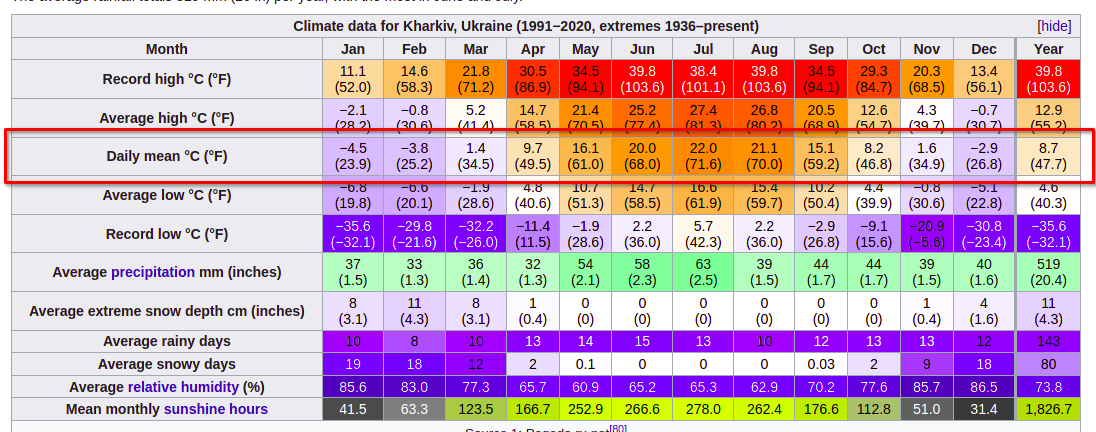 Climate data for Kharkiv, Ukraine (1991–2020, extremes 1936–present) [hide]
Month Jan Feb Mar Apr May Jun Jul Aug Sep Oct Nov Dec Year
Record high °C (°F) 11.1 (52.0) 14.6 (58.3) 21.8 (71.2) 30.5 (86.9) 34.5 (94.1) 39.8 (103.6) 38.4 (101.1) 39.8 (103.6) 34.5 (94.1) 29.3 (84.7) 20.3 (68.5) 13.4 (56.1) 39.8 (103.6)
Average high °C (°F) −2.1 (28.2) −0.8 (30.6) 5.2 (41.4) 14.7 (58.5) 21.4 (70.5) 25.2 (77.4) 27.4 (81.3) 26.8 (80.2) 20.5 (68.9) 12.6 (54.7) 4.3 (39.7) −0.7 (30.7) 12.9 (55.2)
Daily mean °C (°F) −4.5 (23.9) −3.8 (25.2) 1.4 (34.5) 9.7 (49.5) 16.1 (61.0) 20.0 (68.0) 22.0 (71.6) 21.1 (70.0) 15.1 (59.2) 8.2 (46.8) 1.6 (34.9) −2.9 (26.8) 8.7 (47.7)
Average low °C (°F) −6.8 (19.8) −6.6 (20.1) −1.9 (28.6) 4.8 (40.6) 10.7 (51.3) 14.7 (58.5) 16.6 (61.9) 15.4 (59.7) 10.2 (50.4) 4.4 (39.9) −0.8 (30.6) −5.1 (22.8) 4.6 (40.3)
Record low °C (°F) −35.6 (−32.1) −29.8 (−21.6) −32.2 (−26.0) −11.4 (11.5) −1.9 (28.6) 2.2 (36.0) 5.7 (42.3) 2.2 (36.0) −2.9 (26.8) −9.1 (15.6) −20.9 (−5.6) −30.8 (−23.4) −35.6 (−32.1)
Average precipitation mm (inches) 37 (1.5) 33 (1.3) 36 (1.4) 32 (1.3) 54 (2.1) 58 (2.3) 63 (2.5) 39 (1.5) 44 (1.7) 44 (1.7) 39 (1.5) 40 (1.6) 519 (20.4)
Average extreme snow depth cm (inches) 8 (3.1) 11 (4.3) 8 (3.1) 1 (0.4) 0 (0) 0 (0) 0 (0) 0 (0) 0 (0) 0 (0) 1 (0.4) 4 (1.6) 11 (4.3)
Average rainy days 10 8 10 13 14 15 13 10 12 13 13 12 143
Average snowy days 19 18 12 2 0.1 0 0 0 0.03 2 9 18 80
Average relative humidity (%) 85.6 83.0 77.3 65.7 60.9 65.2 65.3 62.9 70.2 77.6 85.7 86.5 73.8
Mean monthly sunshine hours 41.5 63.3 123.5 166.7 252.9 266.6 278.0 262.4 176.6 112.8 51.0 31.4 1,826.7